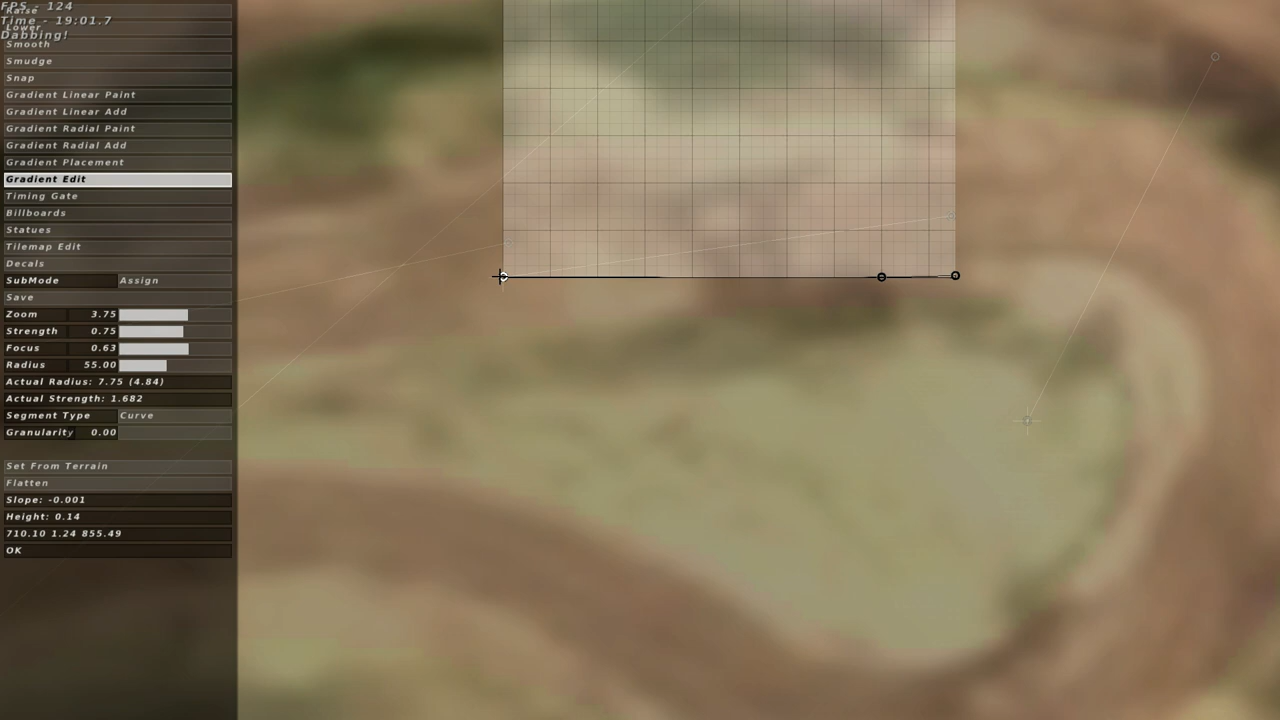 FPS - 124
Raise
Time - 19:01.7
Lower
Dabbing!
Smooth
Smudge
Snap
Gradient Linear Paint
Gradient Linear Add
Gradient Radial Paint
Gradient Radial Add
Gradient Placement
Gradient Edit
Timing Gate
Billboards
Statues
Tilemap Edit
Decals
SubMode Assign
Save
Zoom 3.75
Strength 0.75
Focus 0.63
Radius 55.00
Actual Radius: 7.75 (4.84)
Actual Strength: 1.682
Segment Type Curve
Granularity 0.00
Set From Terrain
Flatten
Slope: -0.001
Height: 0.14
710.10 1.24 855.49
OK